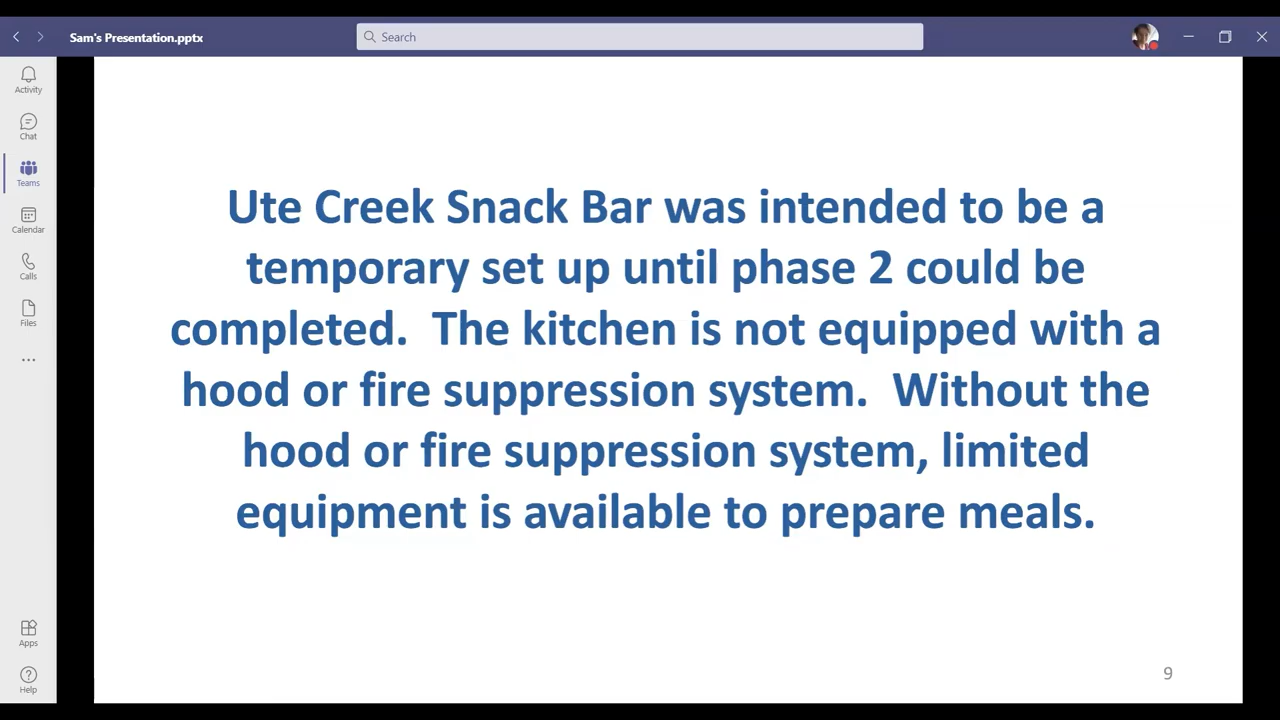 Sam's Presentation.pptx
Search
Activity
Chat
Teams
Calendar
Calls
Files
Apps
Help
Ute Creek Snack Bar was intended to be a
temporary set up until phase 2 could be
completed.  The kitchen is not equipped with a
hood or fire suppression system.  Without the
hood or fire suppression system, limited
equipment is available to prepare meals.
9